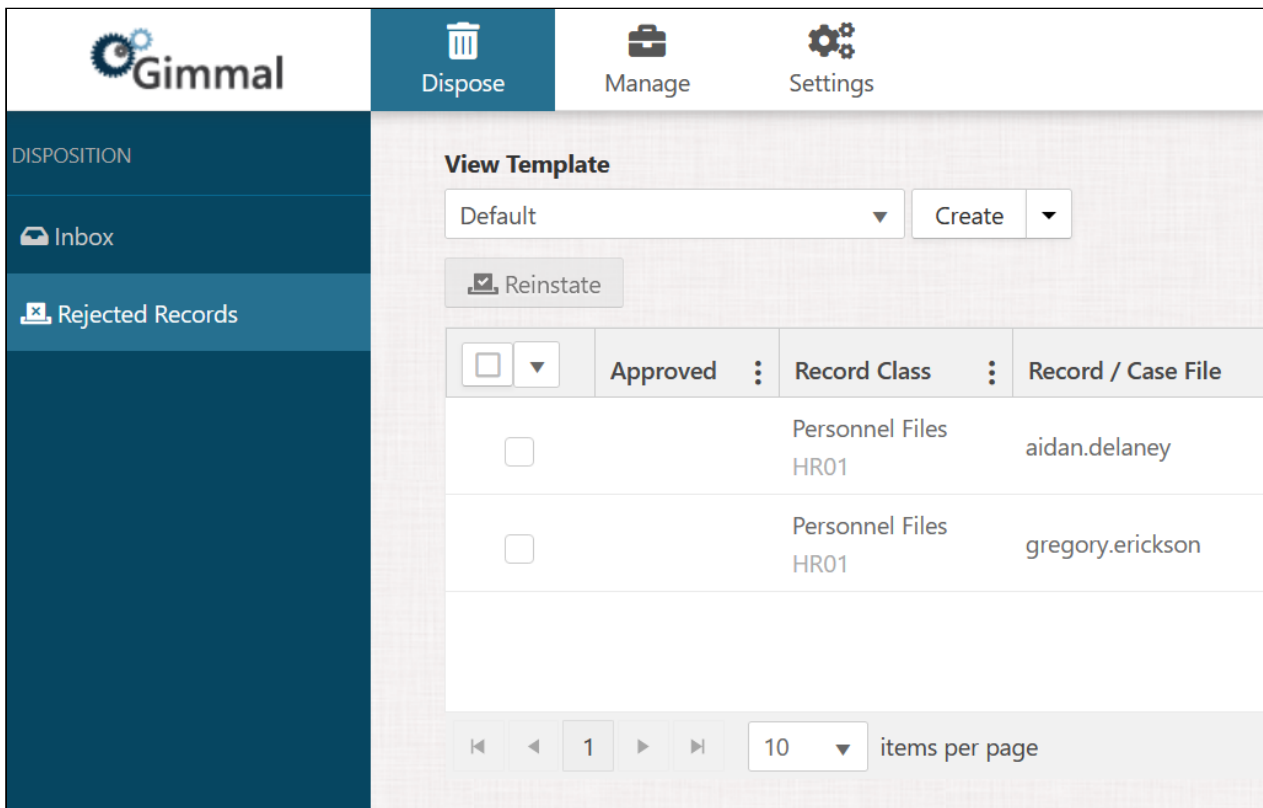 Gimmal
Dispose
Manage
Settings
DISPOSITION
Inbox
Rejected Records
View Template
Default
Create
Reinstate
Approved Record Class Record / Case File
Personnel Files
HR01
aidan.delaney
Personnel Files
HR01
gregory.erickson
1
10
items per page